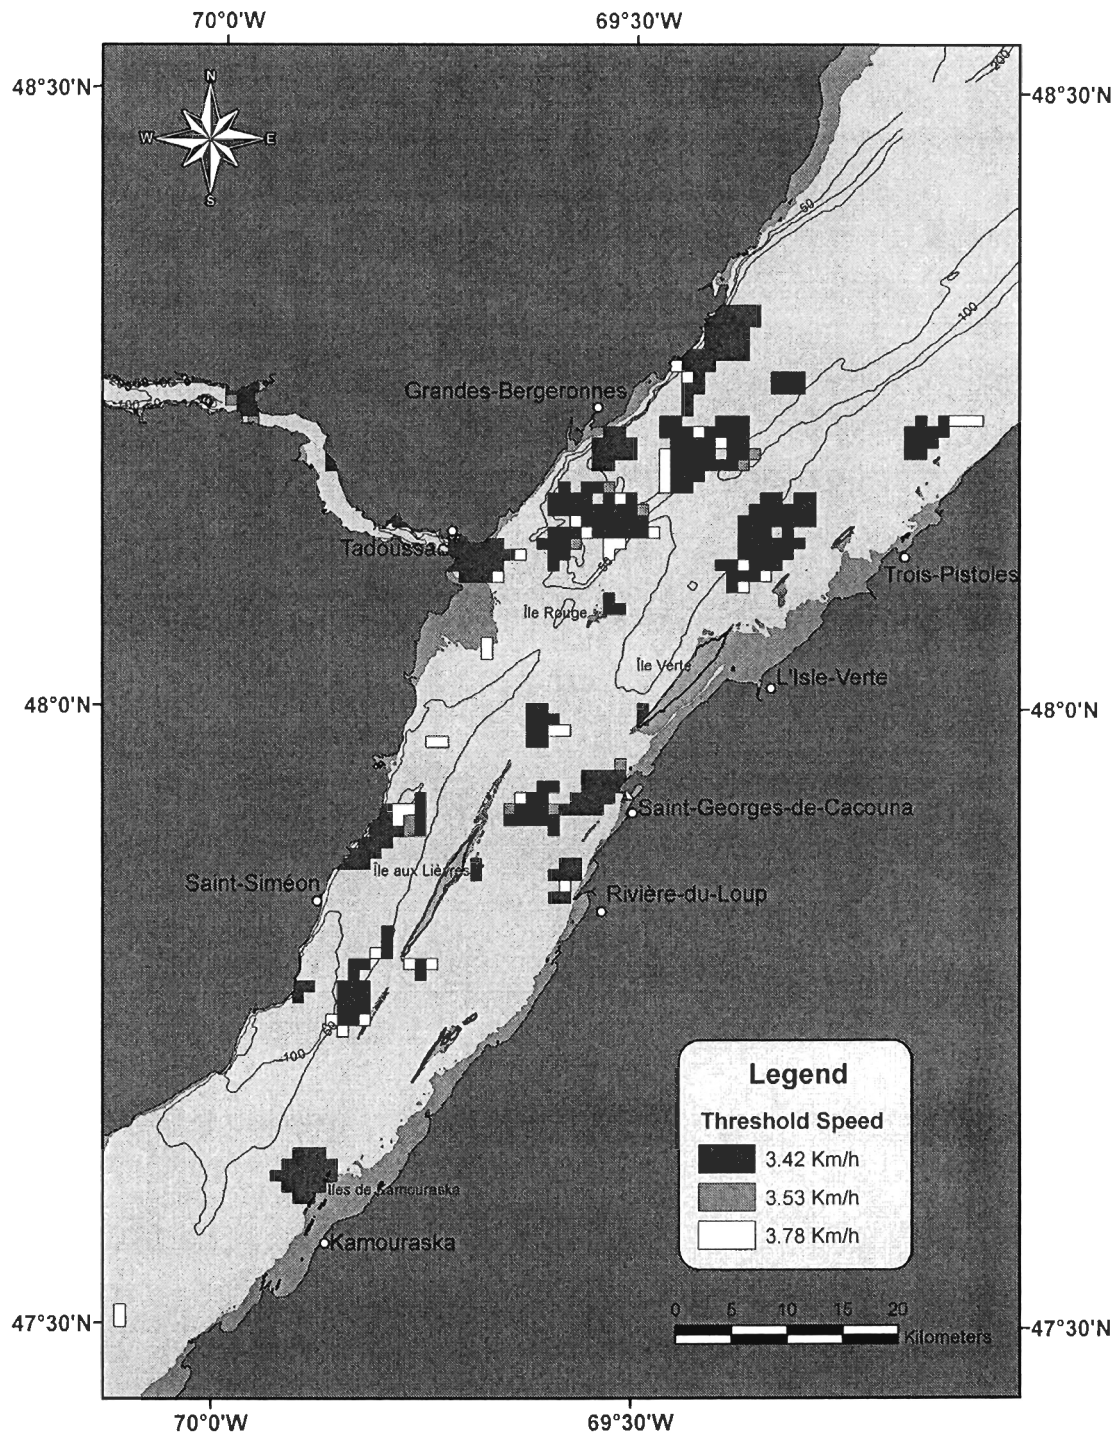 70°0'W
69°30'W
48°30'N
48°30'N
N
W
E
S
200
50
100
Grandes-Bergeronnes
Tadoussac
50
Île Rouge
Trois-Pistoles
Île Verte
L'Isle-Verte
48°0'N
48°0'N
Saint-Georges-de-Cacouna
Île aux Lièvres
Saint-Siméon
Rivière-du-Loup
50
100
Legend
Threshold Speed
3.42 Km/h
3.53 Km/h
3.78 Km/h
Îles de Kamouraska
Kamouraska
0 5 10 15 20
Kilometers
47°30'N
47°30'N
70°0'W
69°30'W